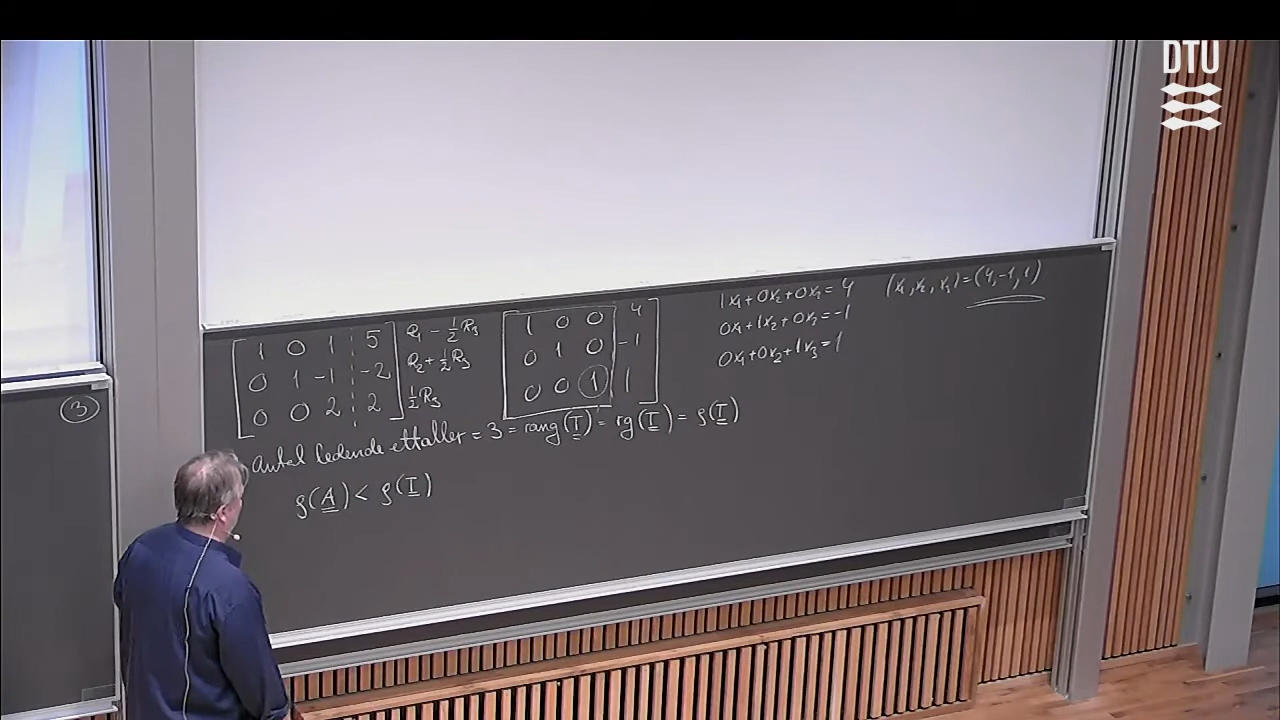 DTU
③
1 0 1 5 R₁ - ½R₃
0 1 -1 -2 R₂ + ½R₃
0 0 2 2 ½R₃
1 0 0 4
0 1 0 -1
0 0 1 1
1x₁+0x₂+0x₃=4
0x₁+1x₂+0x₃=-1
0x₁+0x₂+1x₃=1
(x₁,x₂,x₃)=(4,-1,1)
Antal ledende ettaller = 3 = rang(T) = rg(T) = ρ(T)
ρ(A) < ρ(T)